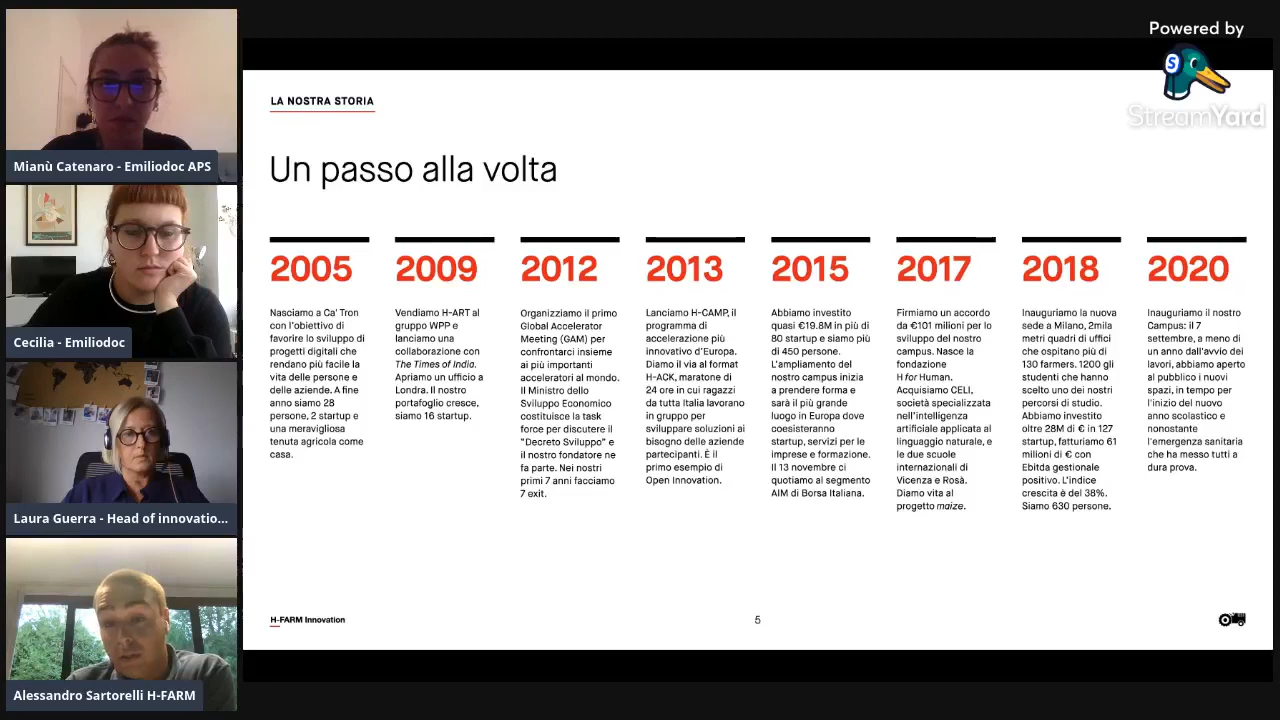 Powered by
StreamYard
Mianù Catenaro - Emiliodoc APS
Cecilia - Emiliodoc
Laura Guerra - Head of innovatio...
Alessandro Sartorelli H-FARM
LA NOSTRA STORIA
Un passo alla volta
2005
Nasciamo a Ca' Tron
con l'obiettivo di
favorire lo sviluppo di
progetti digitali che
rendano più facile la
vita delle persone e
delle aziende. A fine
anno siamo 28
persone, 2 startup e
una meravigliosa
tenuta agricola come
casa.
2009
Vendiamo H-ART al
gruppo WPP e
lanciamo una
collaborazione con
The Times of India.
Apriamo un ufficio a
Londra. Il nostro
portafoglio cresce,
siamo 16 startup.
2012
Organizziamo il primo
Global Accelerator
Meeting (GAM) per
confrontarci insieme
ai più importanti
acceleratori al mondo.
Il Ministro dello
Sviluppo Economico
costituisce la task
force per discutere il
"Decreto Sviluppo" e
il nostro fondatore ne
fa parte. Nei nostri
primi 7 anni facciamo
7 exit.
2013
Lanciamo H-CAMP, il
programma di
accelerazione più
innovativo d'Europa.
Diamo il via al format
H-ACK, maratone di
24 ore in cui ragazzi
da tutta Italia lavorano
in gruppo per
sviluppare soluzioni ai
bisogno delle aziende
partecipanti. È il
primo esempio di
Open Innovation.
2015
Abbiamo investito
quasi €19.8M in più di
80 startup e siamo più
di 450 persone.
L'ampliamento del
nostro campus inizia
a prendere forma e
sarà il più grande
luogo in Europa dove
coesisteranno
startup, servizi per le
imprese e formazione.
Il 13 novembre ci
quotiamo al segmento
AIM di Borsa Italiana.
2017
Firmiamo un accordo
da €101 milioni per lo
sviluppo del nostro
campus. Nasce la
fondazione
H for Human.
Acquisiamo CELI,
società specializzata
nell'intelligenza
artificiale applicata al
linguaggio naturale, e
le due scuole
internazionali di
Vicenza e Rosà.
Diamo vita al
progetto maize.
2018
Inauguriamo la nuova
sede a Milano, 2mila
metri quadri di uffici
che ospitano più di
130 farmers. 1200 gli
studenti che hanno
scelto uno dei nostri
percorsi di studio.
Abbiamo investito
oltre 28M di € in 127
startup, fatturiamo 61
milioni di € con
Ebitda gestionale
positivo. L'indice
crescita è del 38%.
Siamo 630 persone.
2020
Inauguriamo il nostro
Campus: il 7
settembre, a meno di
un anno dall'avvio dei
lavori, abbiamo aperto
al pubblico i nuovi
spazi, in tempo per
l'inizio del nuovo
anno scolastico e
nonostante
l'emergenza sanitaria
che ha messo tutti a
dura prova.
H-FARM Innovation
5